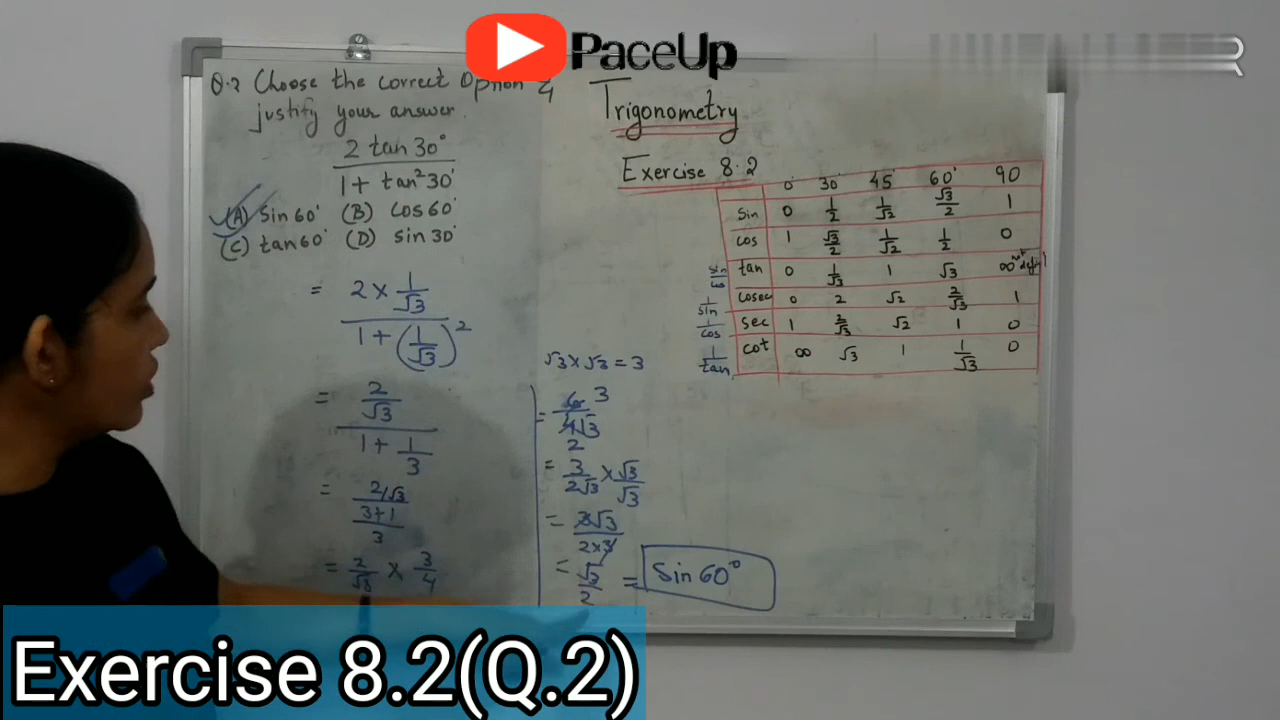 PaceUp
Q.2 Choose the correct Option &
justify your answer.
2 tan 30°
1 + tan² 30°
(A) Sin 60° (B) cos 60°
(C) tan 60° (D) sin 30°
= 2 × 1/√3
1 + (1/√3)²
= 2/√3
1 + 1/3
= 2/√3
3+1
3
= 2/√3 × 3/4
√3 × √3 = 3
= 6 3
4√3
2
= 3/2√3 × √3/√3
= 3√3
2×3
= √3/2 = Sin 60°
Trigonometry
Exercise 8.2
0° 30° 45° 60° 90
sin 0 1/2 1/√2 √3/2 1
cos 1 √3/2 1/√2 1/2 0
sin/cos tan 0 1/√3 1 √3 ∞
1/sin cosec 0 2 √2 2/√3 1
1/cos sec 1 2/√3 √2 1 0
1/tan cot ∞ √3 1 1/√3 0
Exercise 8.2(Q.2)